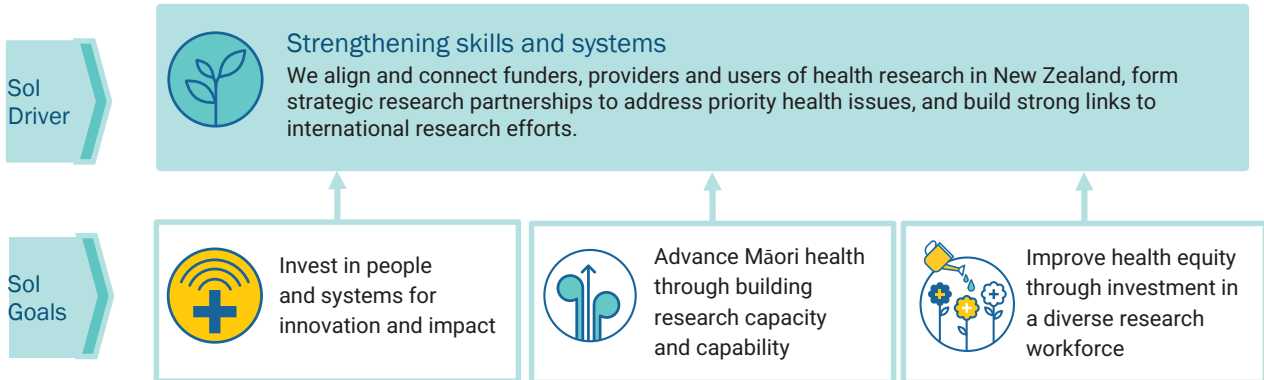 Sol
Driver
Strengthening skills and systems
We align and connect funders, providers and users of health research in New Zealand, form
strategic research partnerships to address priority health issues, and build strong links to
international research efforts.
Sol
Goals
Invest in people
and systems for
innovation and impact
Advance Māori health
through building
research capacity
and capability
Improve health equity
through investment in
a diverse research
workforce